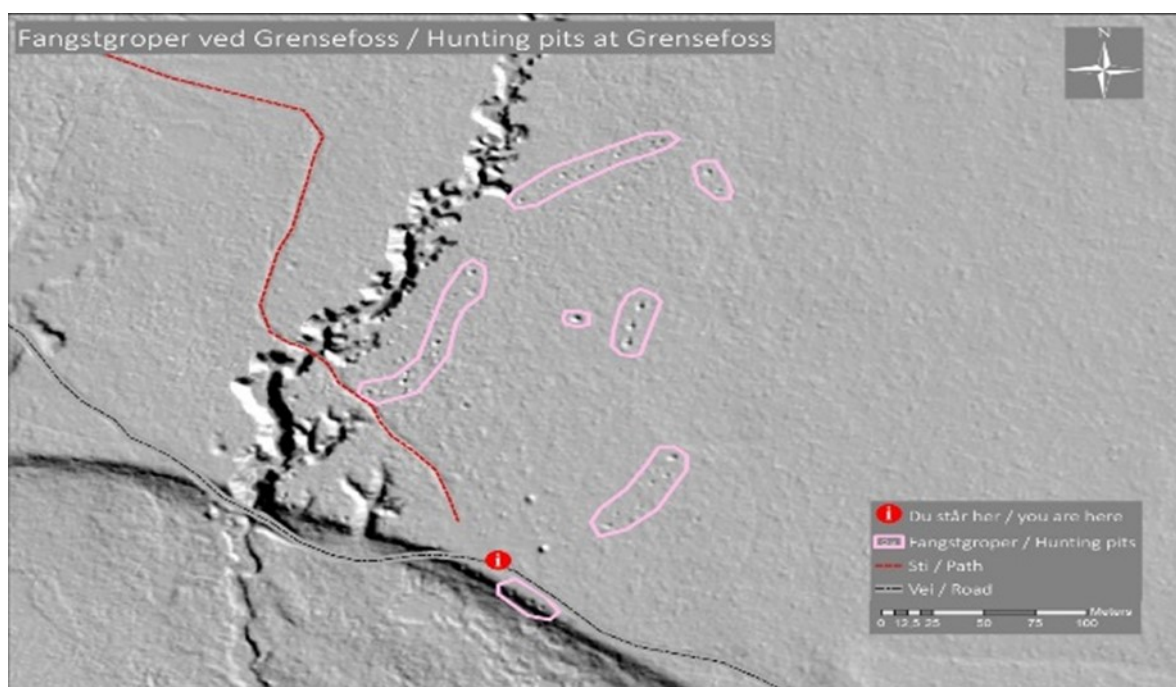 Fangstgroper ved Grensefoss / Hunting pits at Grensefoss
N
i
Du står her / you are here
Fangstgroper / Hunting pits
Sti / Path
Vei / Road
Meters
0 12,5 25 50 75 100
i